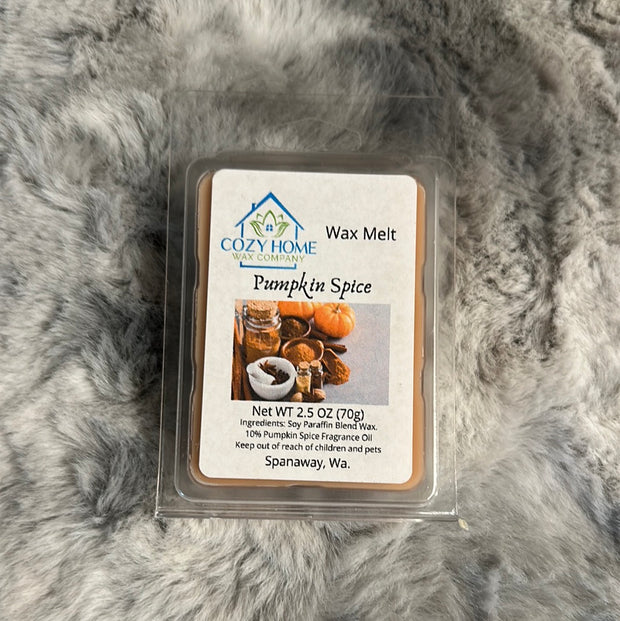 COZY HOME
WAX COMPANY
Wax Melt
Pumpkin Spice
Net WT 2.5 OZ (70g)
Ingredients: Soy Paraffin Blend Wax.
10% Pumpkin Spice Fragrance Oil
Keep out of reach of children and pets
Spanaway, Wa.